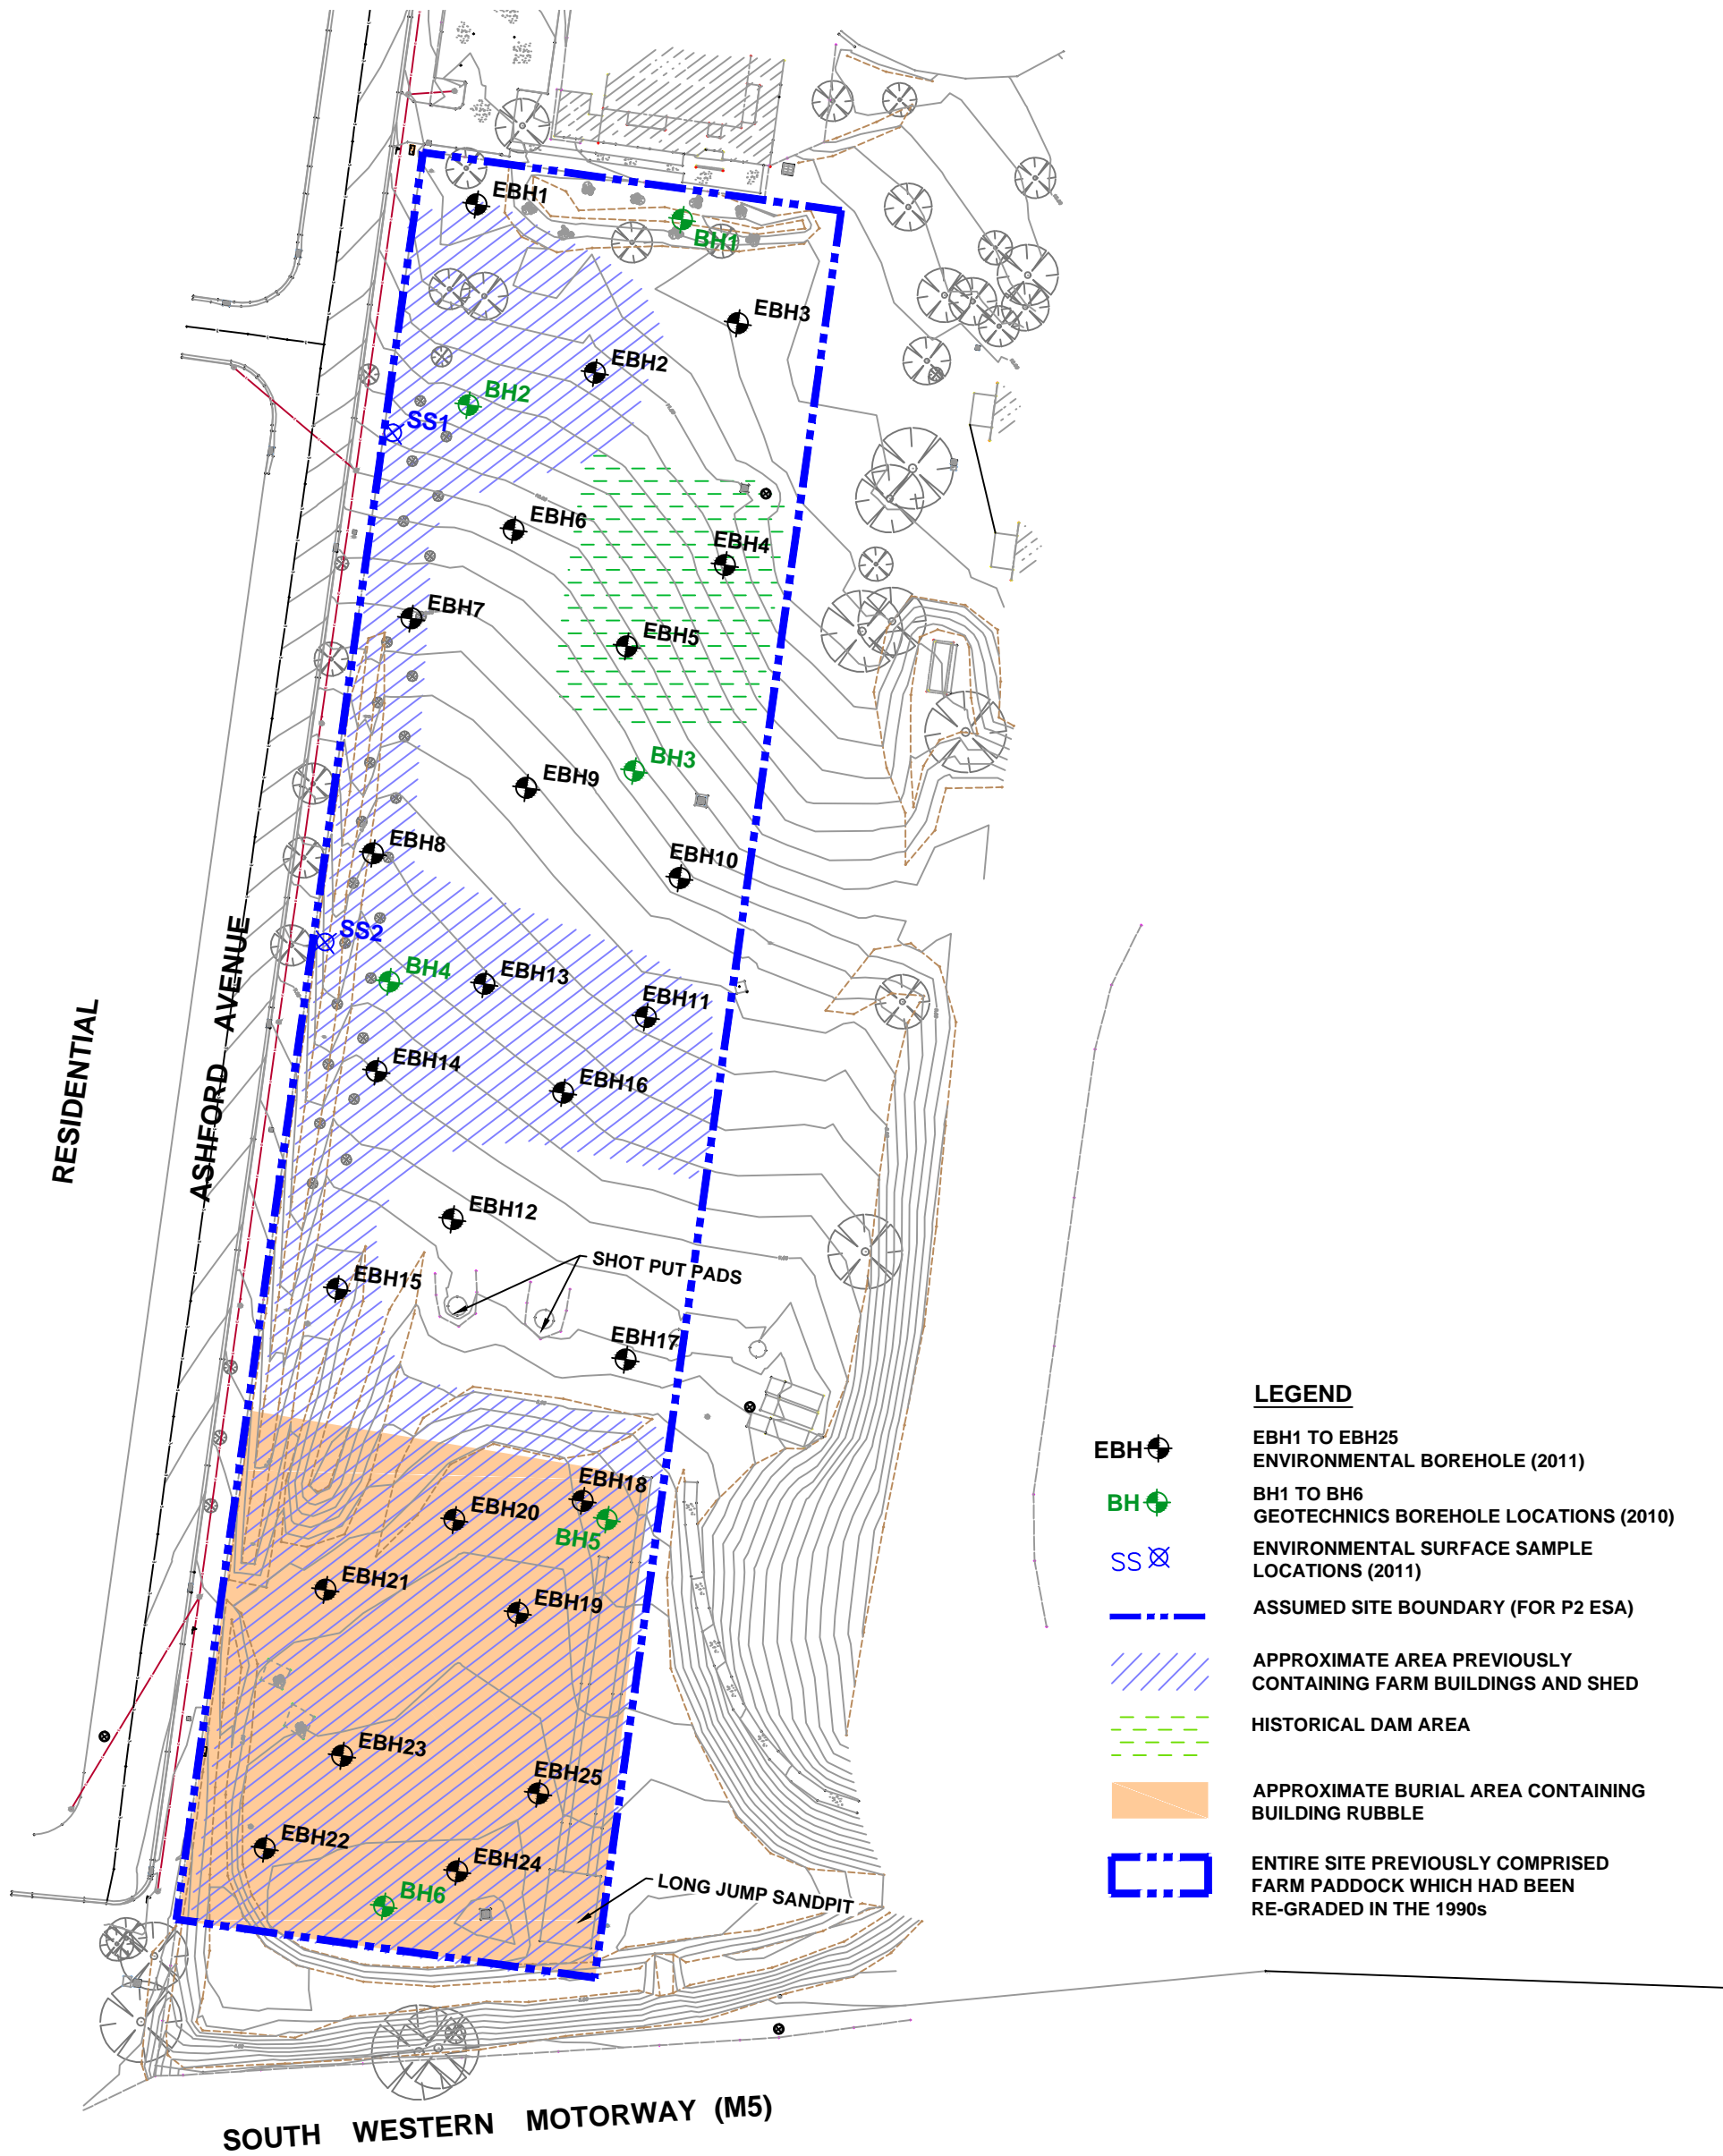 EBH1
BH1
EBH3
EBH2
BH2
SS1
EBH6
EBH4
EBH7
EBH5
BH3
EBH9
EBH8
EBH10
SS2
BH4
EBH13
EBH11
EBH14
EBH16
RESIDENTIAL
ASHFORD AVENUE
EBH12
SHOT PUT PADS
EBH15
EBH17
EBH18
EBH20
BH5
EBH21
EBH19
EBH23
EBH25
EBH22
EBH24
BH6
LONG JUMP SANDPIT
SOUTH WESTERN MOTORWAY (M5)
LEGEND
EBH
EBH1 TO EBH25
ENVIRONMENTAL BOREHOLE (2011)
BH
BH1 TO BH6
GEOTECHNICS BOREHOLE LOCATIONS (2010)
SS
ENVIRONMENTAL SURFACE SAMPLE
LOCATIONS (2011)
ASSUMED SITE BOUNDARY (FOR P2 ESA)
APPROXIMATE AREA PREVIOUSLY
CONTAINING FARM BUILDINGS AND SHED
HISTORICAL DAM AREA
APPROXIMATE BURIAL AREA CONTAINING
BUILDING RUBBLE
ENTIRE SITE PREVIOUSLY COMPRISED
FARM PADDOCK WHICH HAD BEEN
RE-GRADED IN THE 1990s